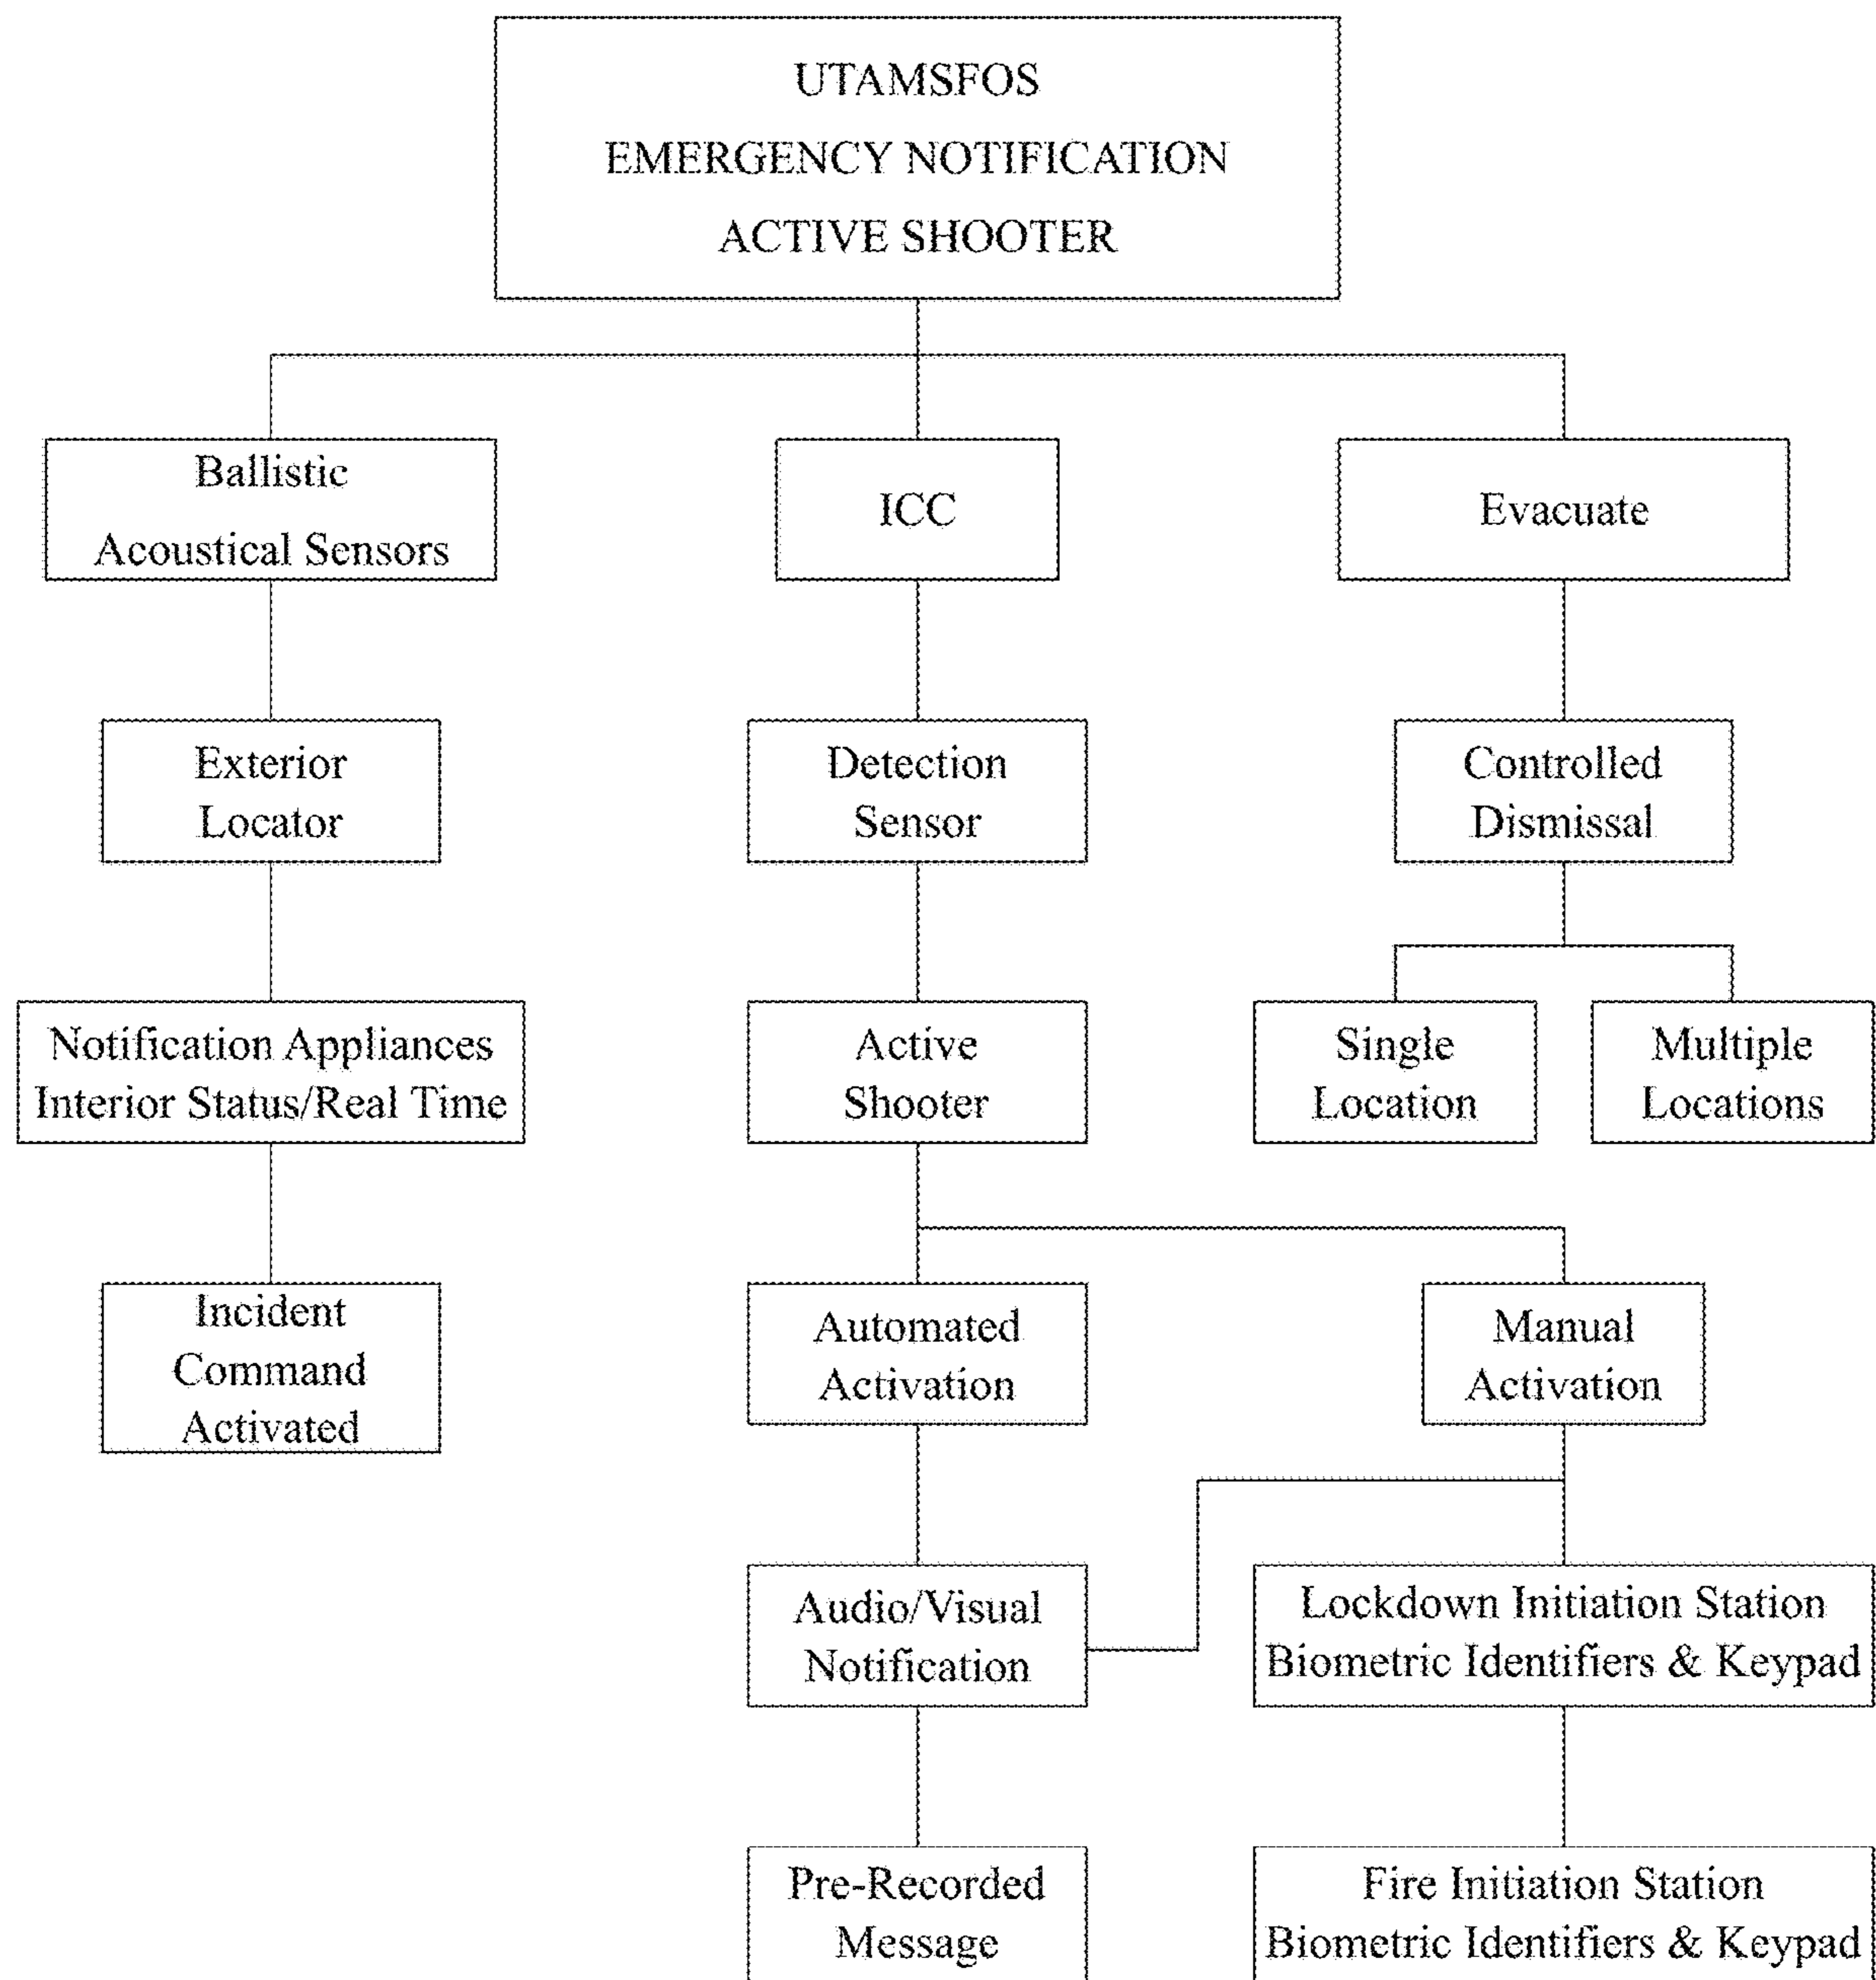 UTAMSFOS
EMERGENCY NOTIFICATION
ACTIVE SHOOTER
Ballistic
Acoustical Sensors
ICC
Evacuate
Exterior
Locator
Detection
Sensor
Controlled
Dismissal
Notification Appliances
Interior Status/Real Time
Active
Shooter
Single
Location
Multiple
Locations
Incident
Command
Activated
Automated
Activation
Manual
Activation
Audio/Visual
Notification
Lockdown Initiation Station
Biometric Identifiers & Keypad
Pre-Recorded
Message
Fire Initiation Station
Biometric Identifiers & Keypad